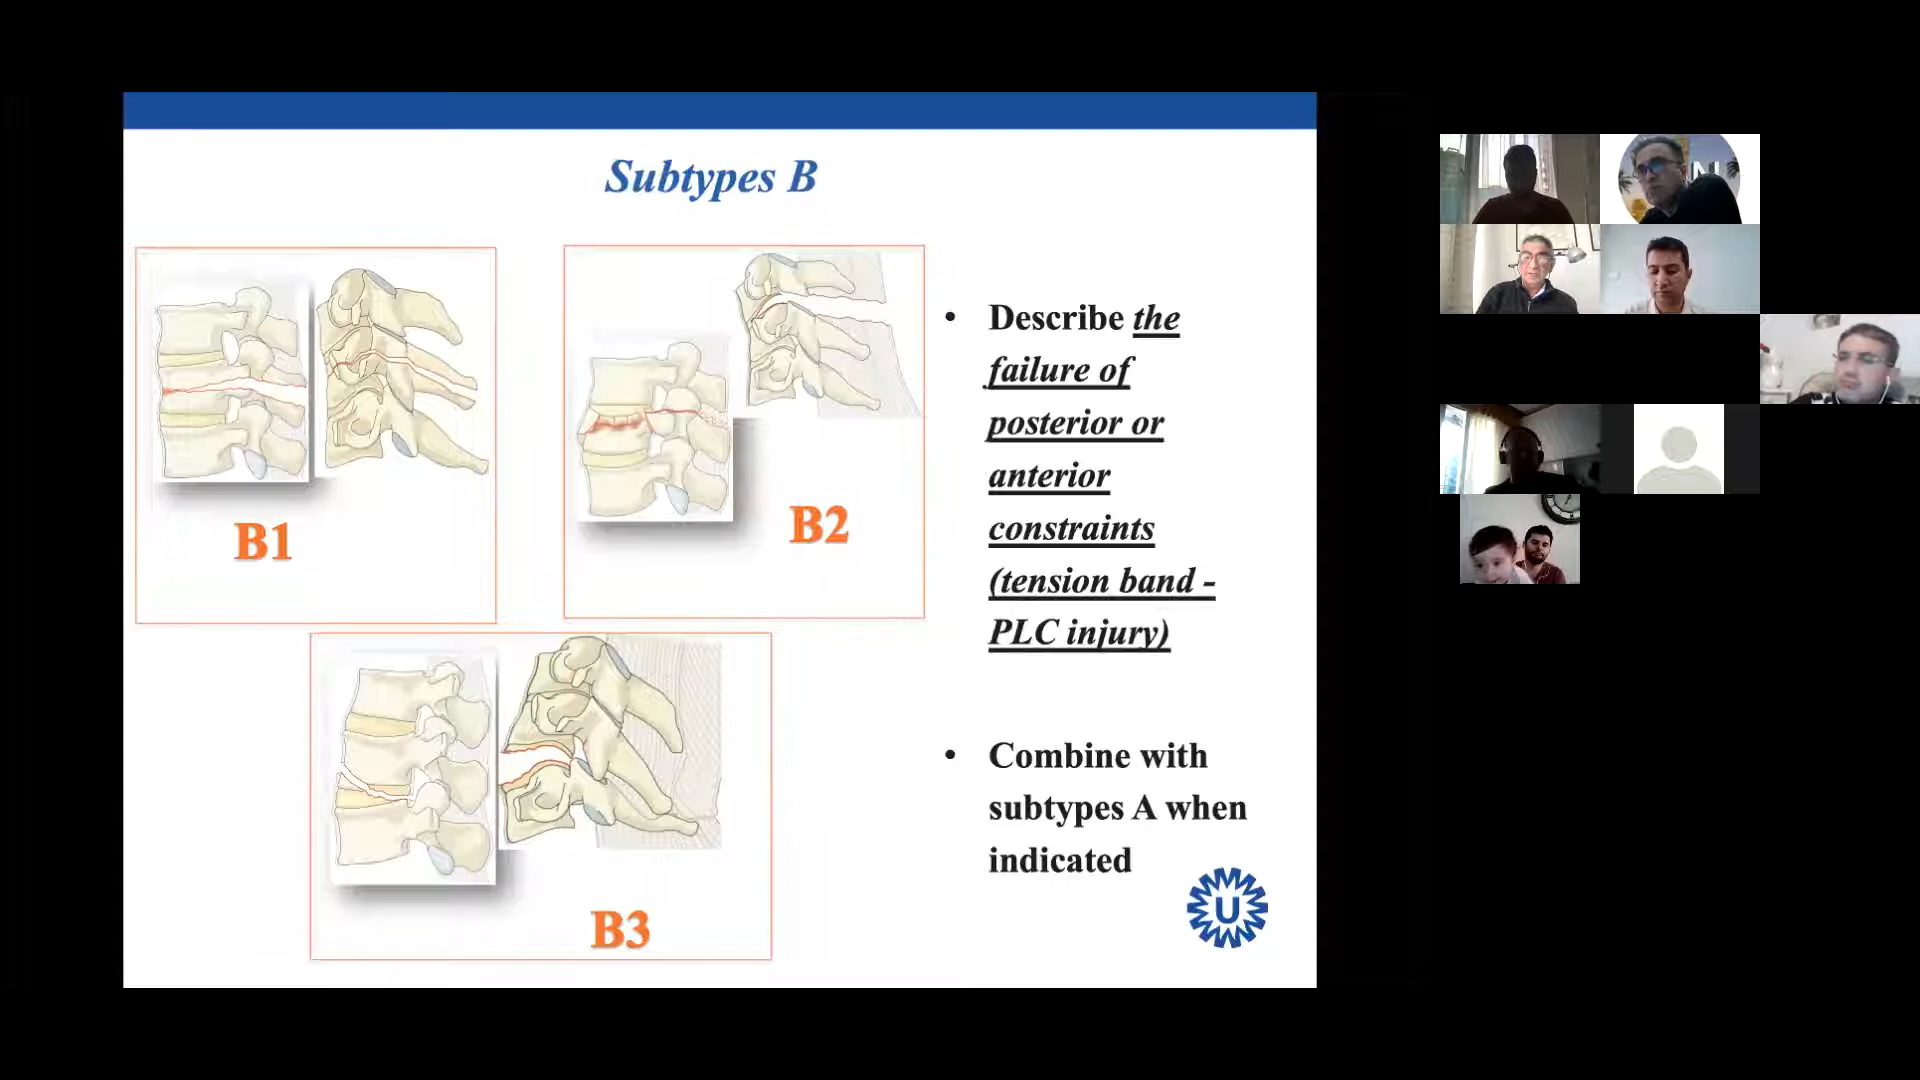 Subtypes B
B1
B2
B3
• Describe the
failure of
posterior or
anterior
constraints
(tension band -
PLC injury)
• Combine with
subtypes A when
indicated
U
N